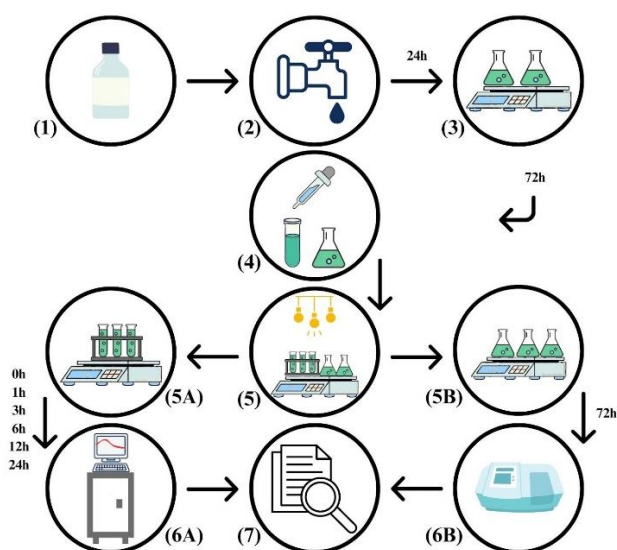 24h
(1)
(2)
(3)
72h
(4)
0h
1h
3h
6h
12h
24h
(5A)
(5)
(5B)
72h
(6A)
(7)
(6B)